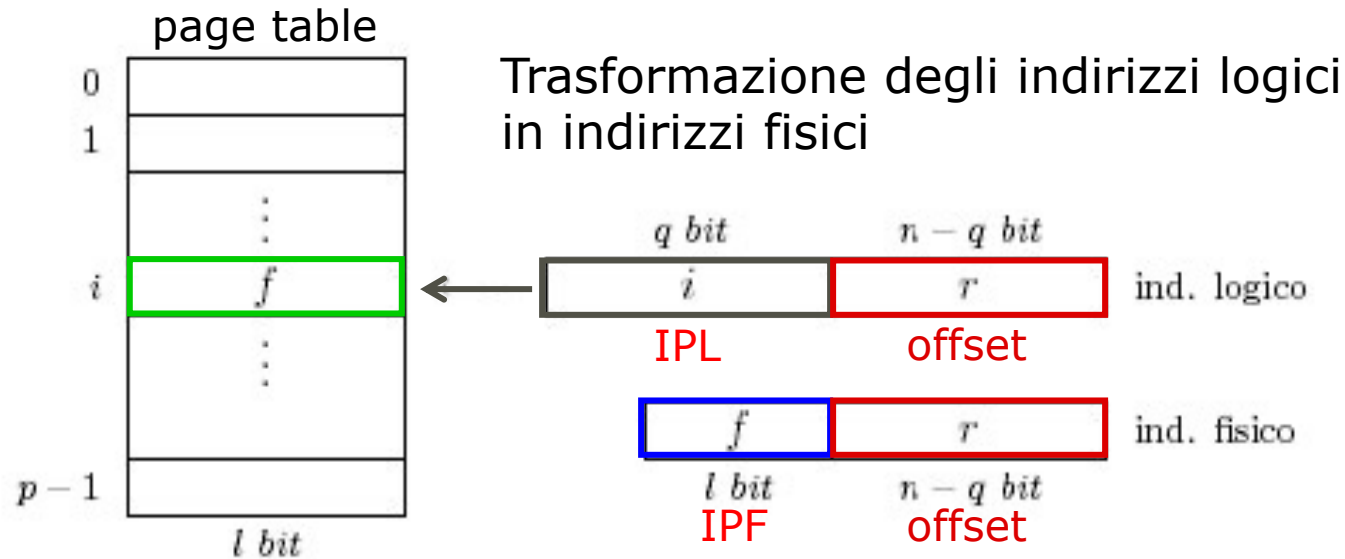 page table
Trasformazione degli indirizzi logici
in indirizzi fisici
0
1
⋮
q bit n − q bit
i f i r ind. logico
IPL offset
⋮
f r ind. fisico
p − 1
l bit n − q bit
IPF offset
l bit